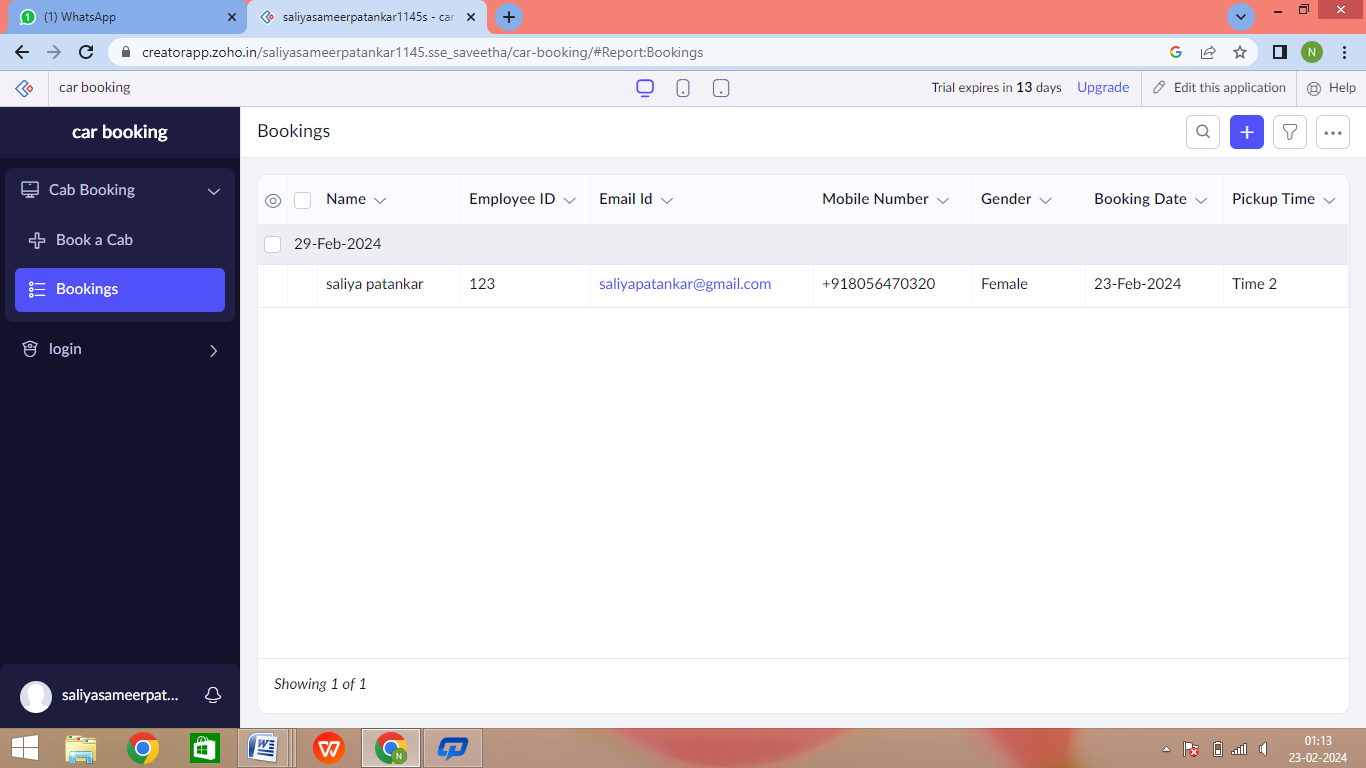 (1) WhatsApp
saliyasameerpatankar1145s - car
creatorapp.zoho.in/saliyasameerpatankar1145.sse_saveetha/car-booking/#Report:Bookings
N
car booking
Trial expires in 13 days Upgrade Edit this application Help
car booking
Bookings
Cab Booking
Book a Cab
Bookings
login
Name Employee ID Email Id Mobile Number Gender Booking Date Pickup Time
29-Feb-2024
saliya patankar 123 saliyapatankar@gmail.com +918056470320 Female 23-Feb-2024 Time 2
Showing 1 of 1
saliyasameerpat...
01:13
23-02-2024